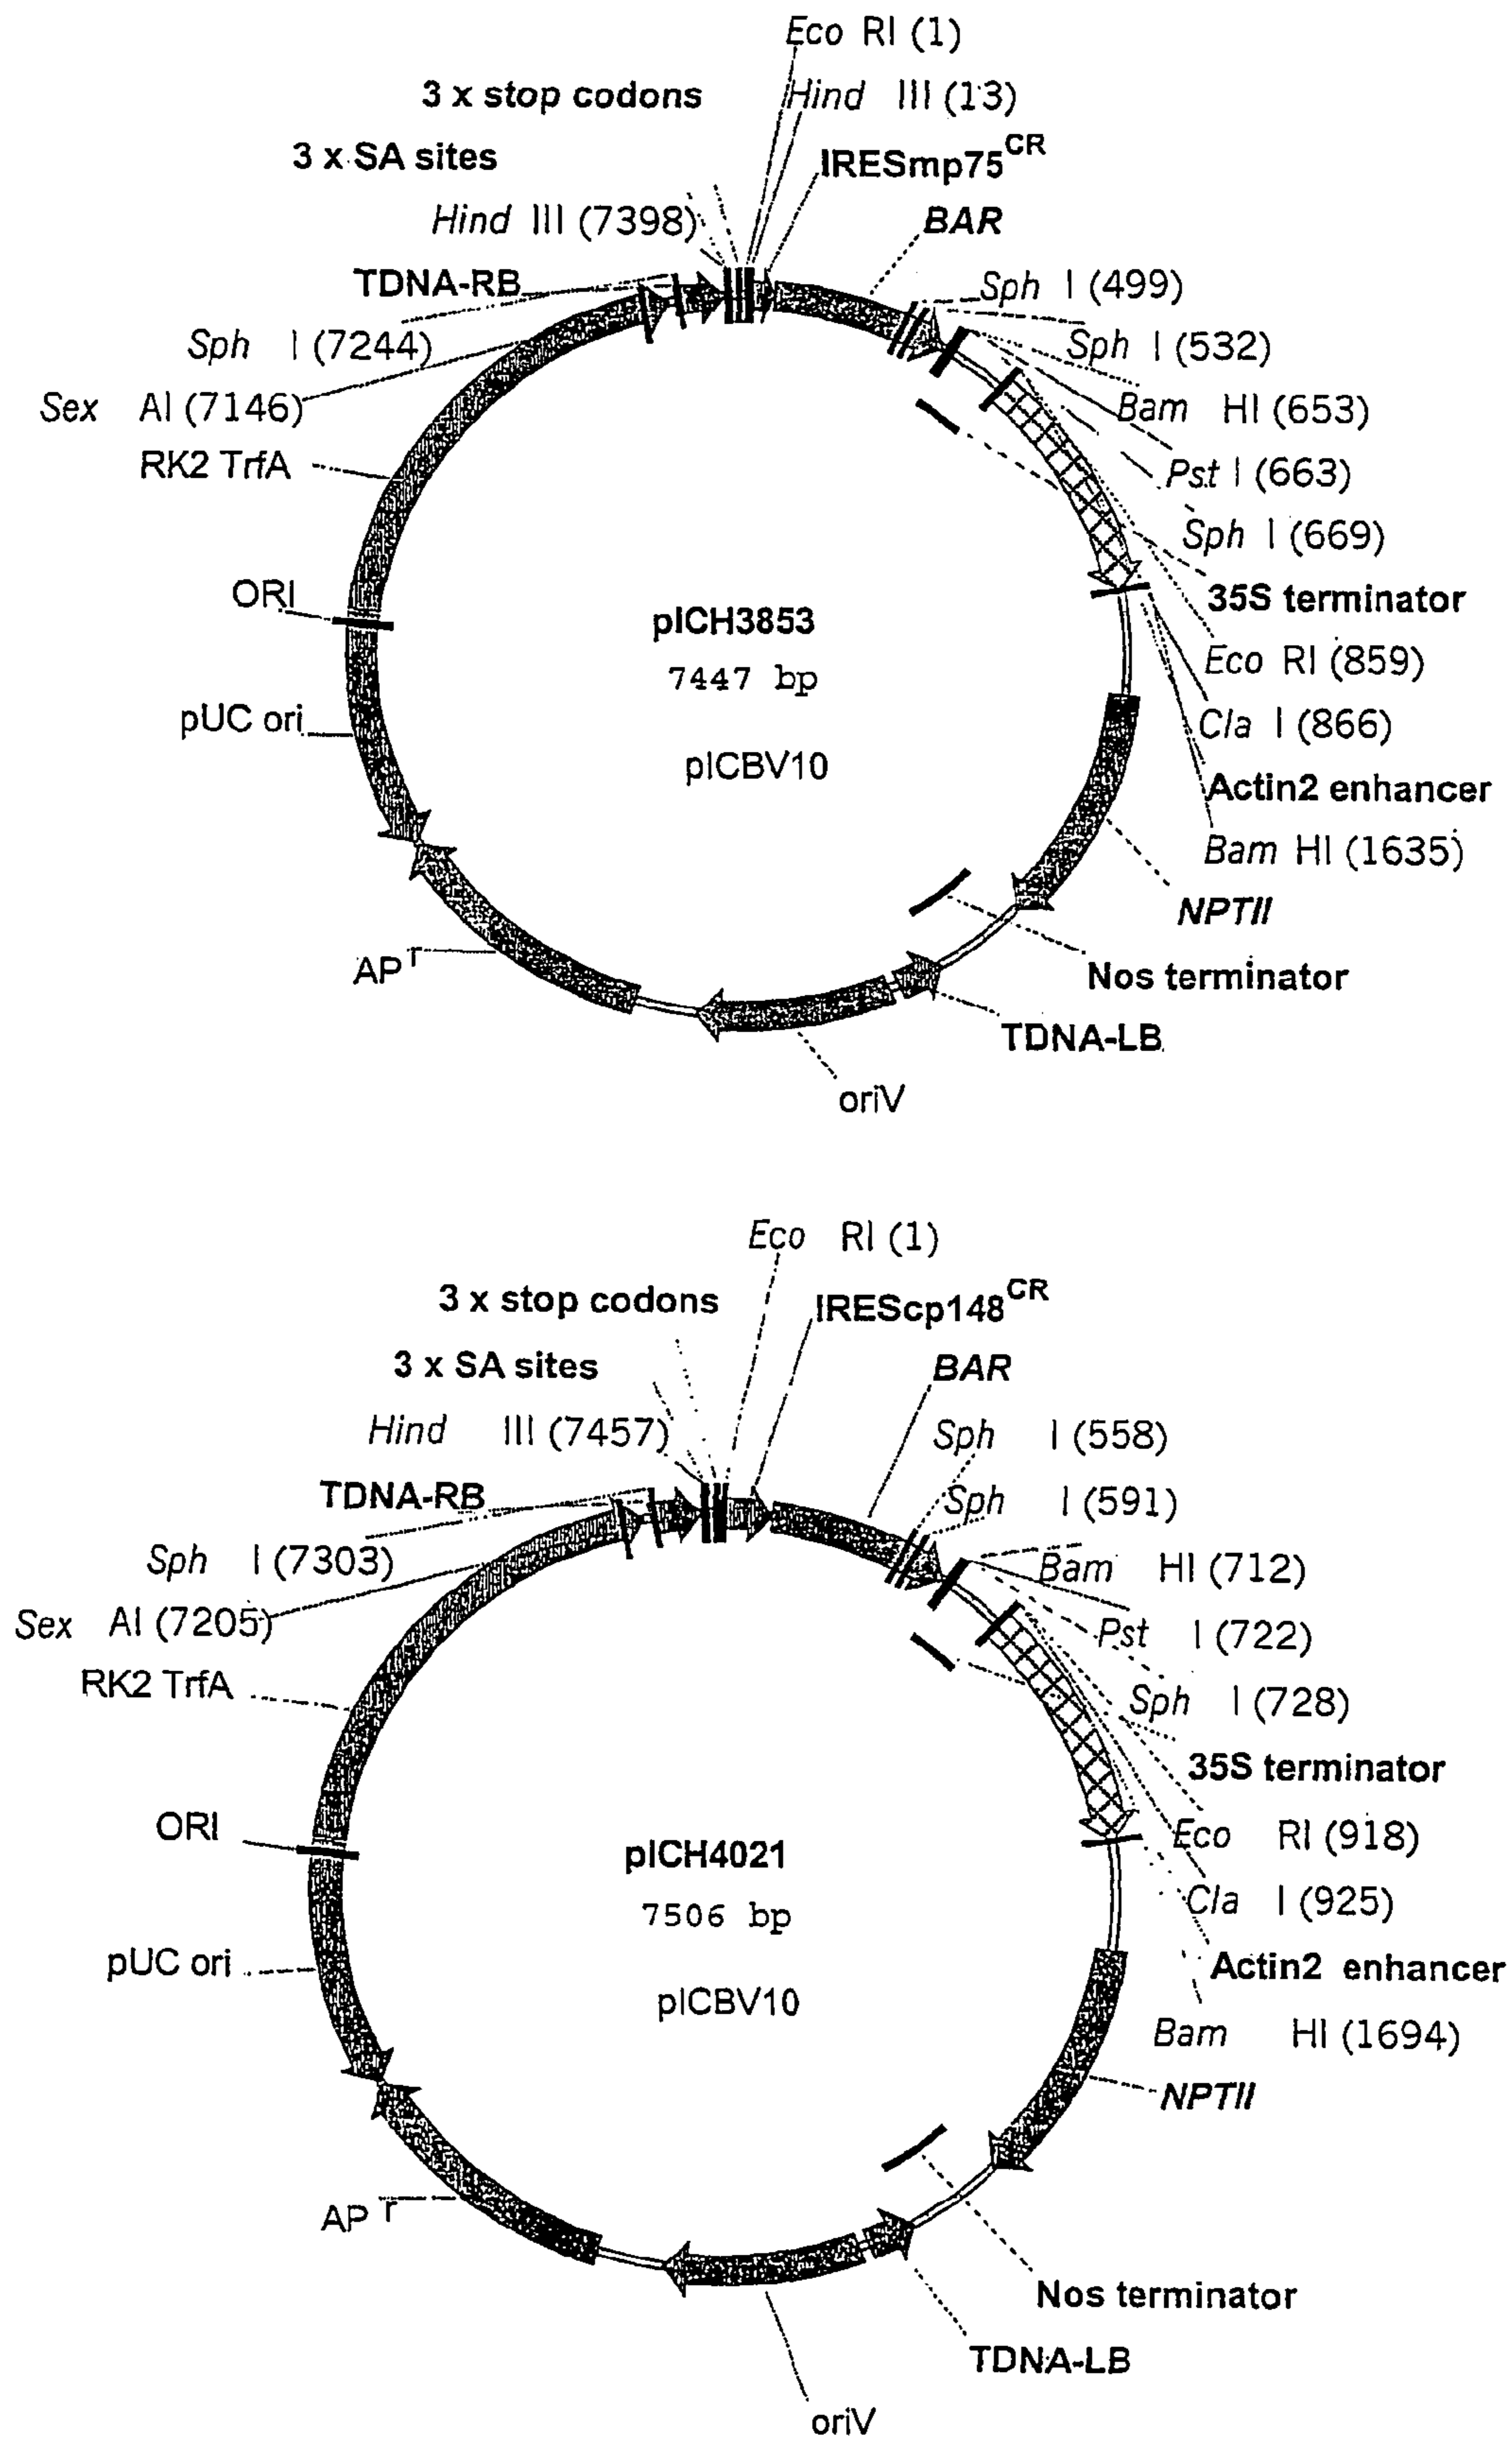 Eco RI (1)
3 x stop codons
Hind III (13)
3 x SA sites
IRESmp75CR
Hind III (7398)
BAR
TDNA-RB
Sph I (499)
Sph I (7244)
Sph I (532)
Sex AI (7146)
Bam HI (653)
RK2 TrfA
Pst I (663)
Sph I (669)
ORI
35S terminator
pICH3853
Eco RI (859)
7447 bp
pUC ori
Cla I (866)
pICBV10
Actin2 enhancer
Bam HI (1635)
NPTII
APr
Nos terminator
TDNA-LB
oriV
Eco RI (1)
3 x stop codons
IREScp148CR
3 x SA sites
BAR
Hind III (7457)
Sph I (558)
TDNA-RB
Sph I (591)
Sph I (7303)
Bam HI (712)
Sex AI (7205)
Pst I (722)
RK2 TrfA
Sph I (728)
35S terminator
ORI
Eco RI (918)
pICH4021
Cla I (925)
7506 bp
pUC ori
Actin2 enhancer
pICBV10
Bam HI (1694)
NPTII
APr
Nos terminator
TDNA-LB
oriV